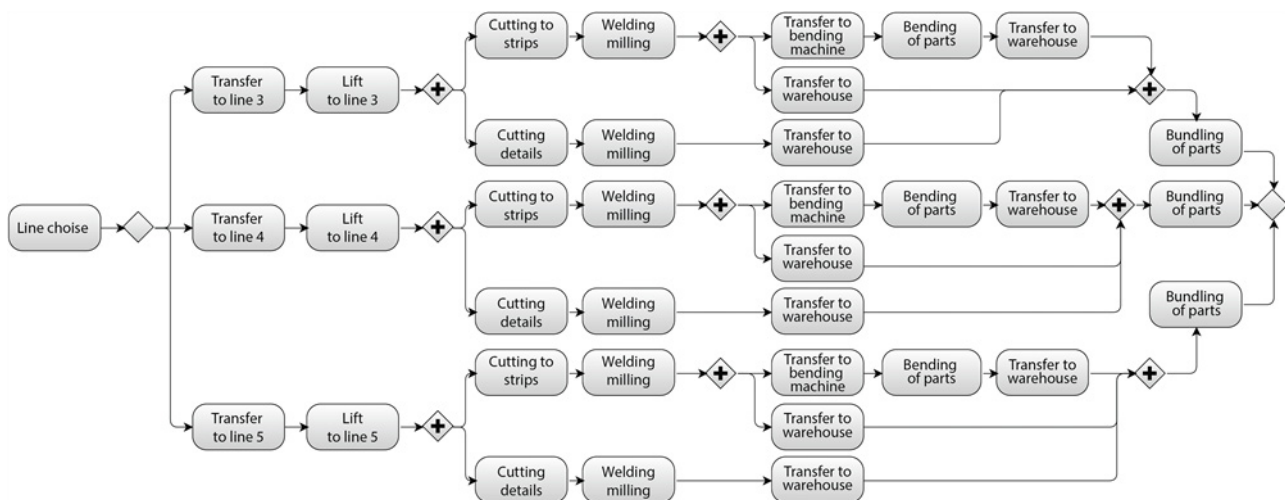 Line choise
Transfer
to line 3
Lift
to line 3
Cutting to
strips
Welding
milling
Transfer to
bending
machine
Bending
of parts
Transfer to
warehouse
Transfer to
warehouse
Cutting
details
Welding
milling
Transfer to
warehouse
Bundling
of parts
Transfer
to line 4
Lift
to line 4
Cutting to
strips
Welding
milling
Transfer to
bending
machine
Bending
of parts
Transfer to
warehouse
Bundling
of parts
Transfer to
warehouse
Cutting
details
Welding
milling
Transfer to
warehouse
Bundling
of parts
Transfer
to line 5
Lift
to line 5
Cutting to
strips
Welding
milling
Transfer to
bending
machine
Bending
of parts
Transfer to
warehouse
Transfer to
warehouse
Cutting
details
Welding
milling
Transfer to
warehouse